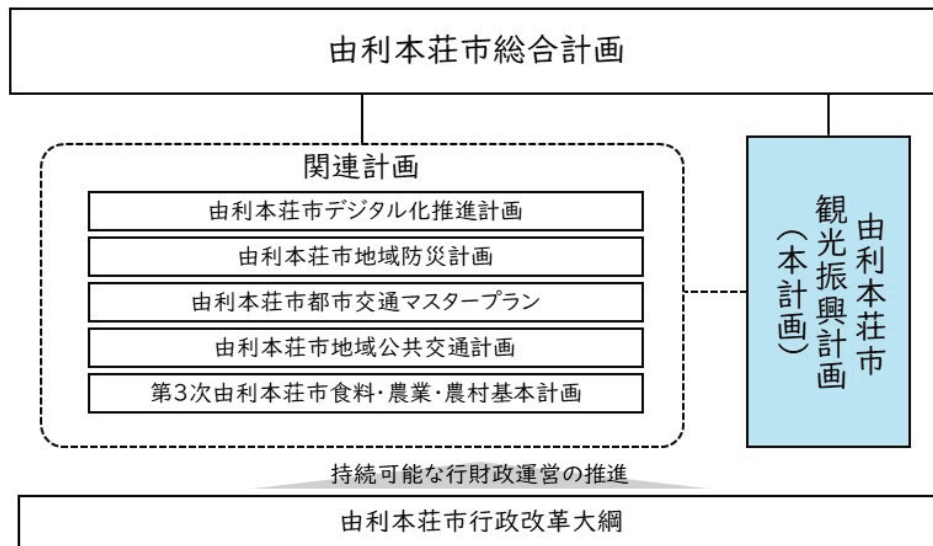 由利本荘市総合計画
関連計画
由利本荘市デジタル化推進計画
由利本荘市地域防災計画
由利本荘市都市交通マスタープラン
由利本荘市地域公共交通計画
第3次由利本荘市食料・農業・農村基本計画
由利本荘市
観光振興計画
（本計画）
持続可能な行財政運営の推進
由利本荘市行政改革大綱